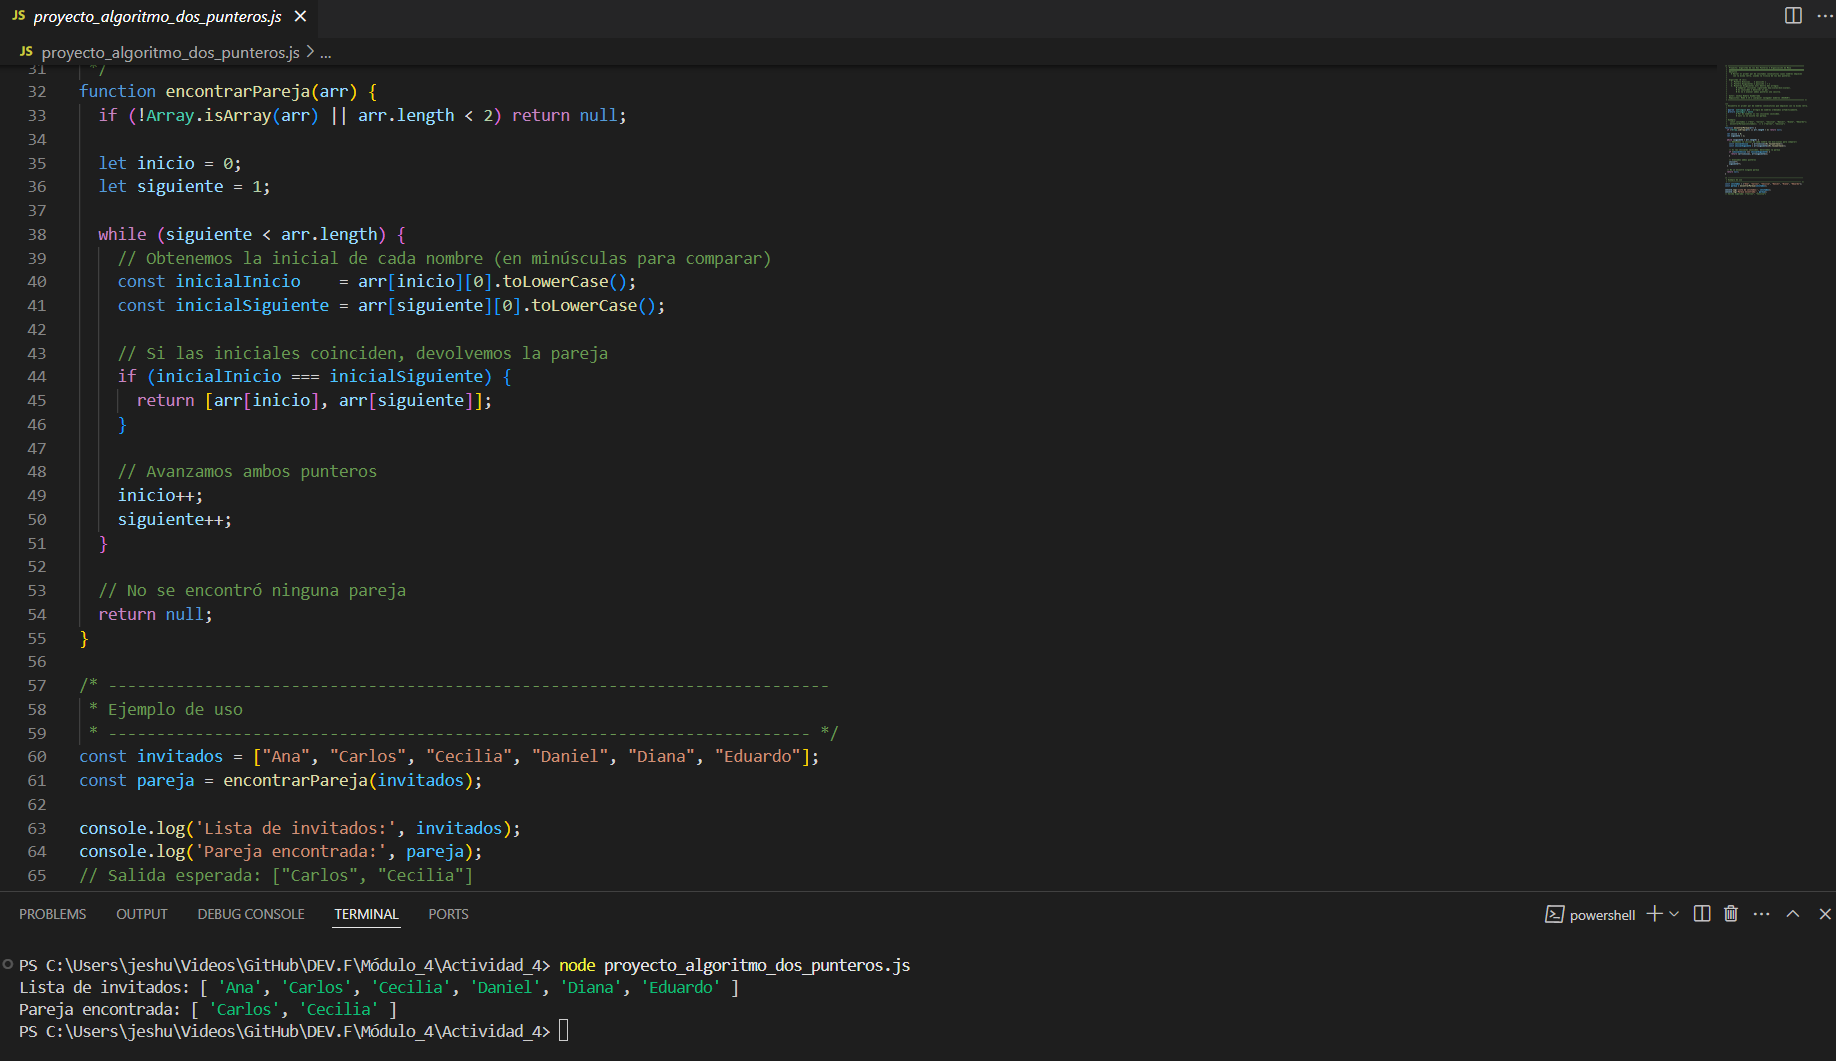 JS proyecto_algoritmo_dos_punteros.js
JS proyecto_algoritmo_dos_punteros.js > ...
31 */
32 function encontrarPareja(arr) {
33 if (!Array.isArray(arr) || arr.length < 2) return null;
34
35 let inicio = 0;
36 let siguiente = 1;
37
38 while (siguiente < arr.length) {
39 // Obtenemos la inicial de cada nombre (en minúsculas para comparar)
40 const inicialInicio    = arr[inicio][0].toLowerCase();
41 const inicialSiguiente = arr[siguiente][0].toLowerCase();
42
43 // Si las iniciales coinciden, devolvemos la pareja
44 if (inicialInicio === inicialSiguiente) {
45 return [arr[inicio], arr[siguiente]];
46 }
47
48 // Avanzamos ambos punteros
49 inicio++;
50 siguiente++;
51 }
52
53 // No se encontró ninguna pareja
54 return null;
55 }
56
57 /* ---------------------------------------------------------------------------
58 * Ejemplo de uso
59 * ------------------------------------------------------------------------- */
60 const invitados = ["Ana", "Carlos", "Cecilia", "Daniel", "Diana", "Eduardo"];
61 const pareja = encontrarPareja(invitados);
62
63 console.log('Lista de invitados:', invitados);
64 console.log('Pareja encontrada:', pareja);
65 // Salida esperada: ["Carlos", "Cecilia"]
PROBLEMS OUTPUT DEBUG CONSOLE TERMINAL PORTS powershell
PS C:\Users\jeshu\Videos\GitHub\DEV.F\Módulo_4\Actividad_4> node proyecto_algoritmo_dos_punteros.js
Lista de invitados: [ 'Ana', 'Carlos', 'Cecilia', 'Daniel', 'Diana', 'Eduardo' ]
Pareja encontrada: [ 'Carlos', 'Cecilia' ]
PS C:\Users\jeshu\Videos\GitHub\DEV.F\Módulo_4\Actividad_4>